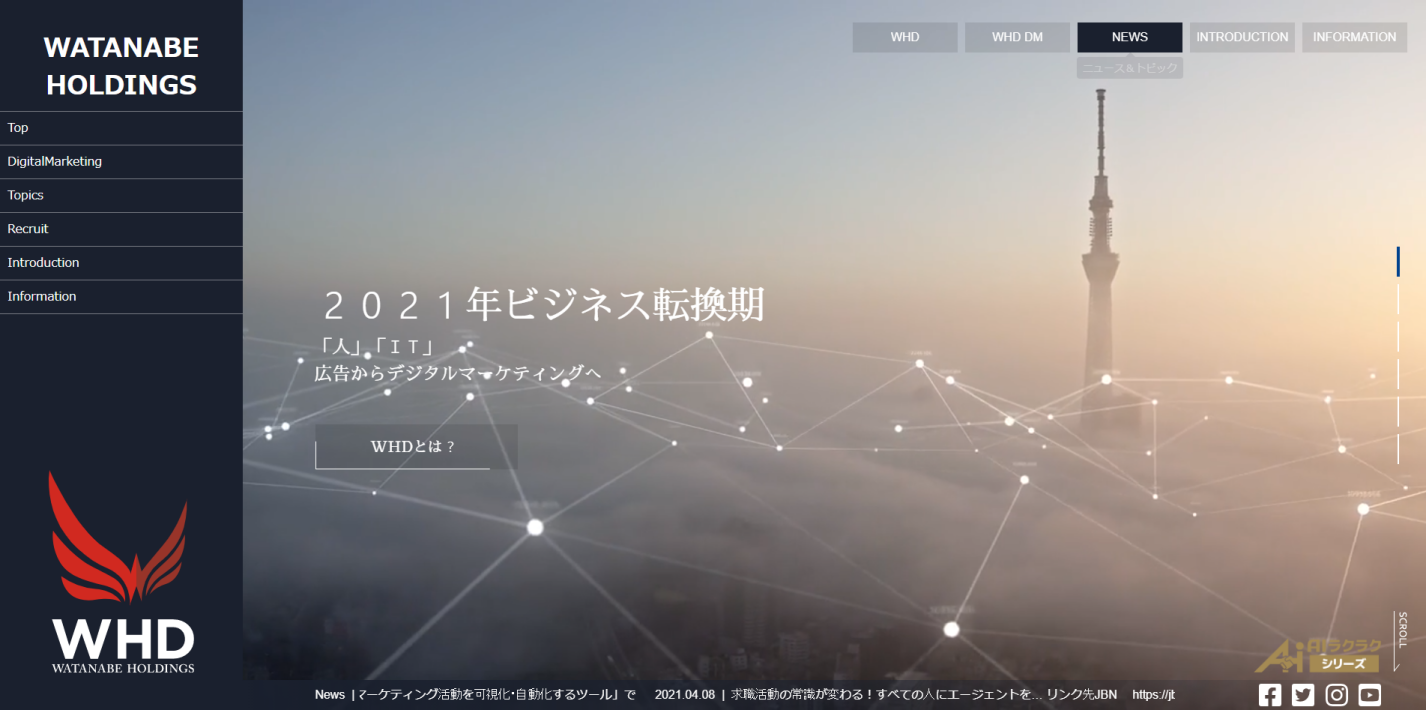 WATANABE
HOLDINGS
Top
DigitalMarketing
Topics
Recruit
Introduction
Information
WHD
WATANABE HOLDINGS
WHD
WHD DM
NEWS
INTRODUCTION
INFORMATION
ニュース＆トピック
２０２１年ビジネス転換期
「人」「ＩＴ」
広告からデジタルマーケティングへ
WHDとは？
SCROLL
Ai AIラクラク
シリーズ
News | マーケティング活動を可視化・自動化するツール」で 2021.04.08 | 求職活動の常識が変わる！すべての人にエージェントを... リンク先JBN https://jt